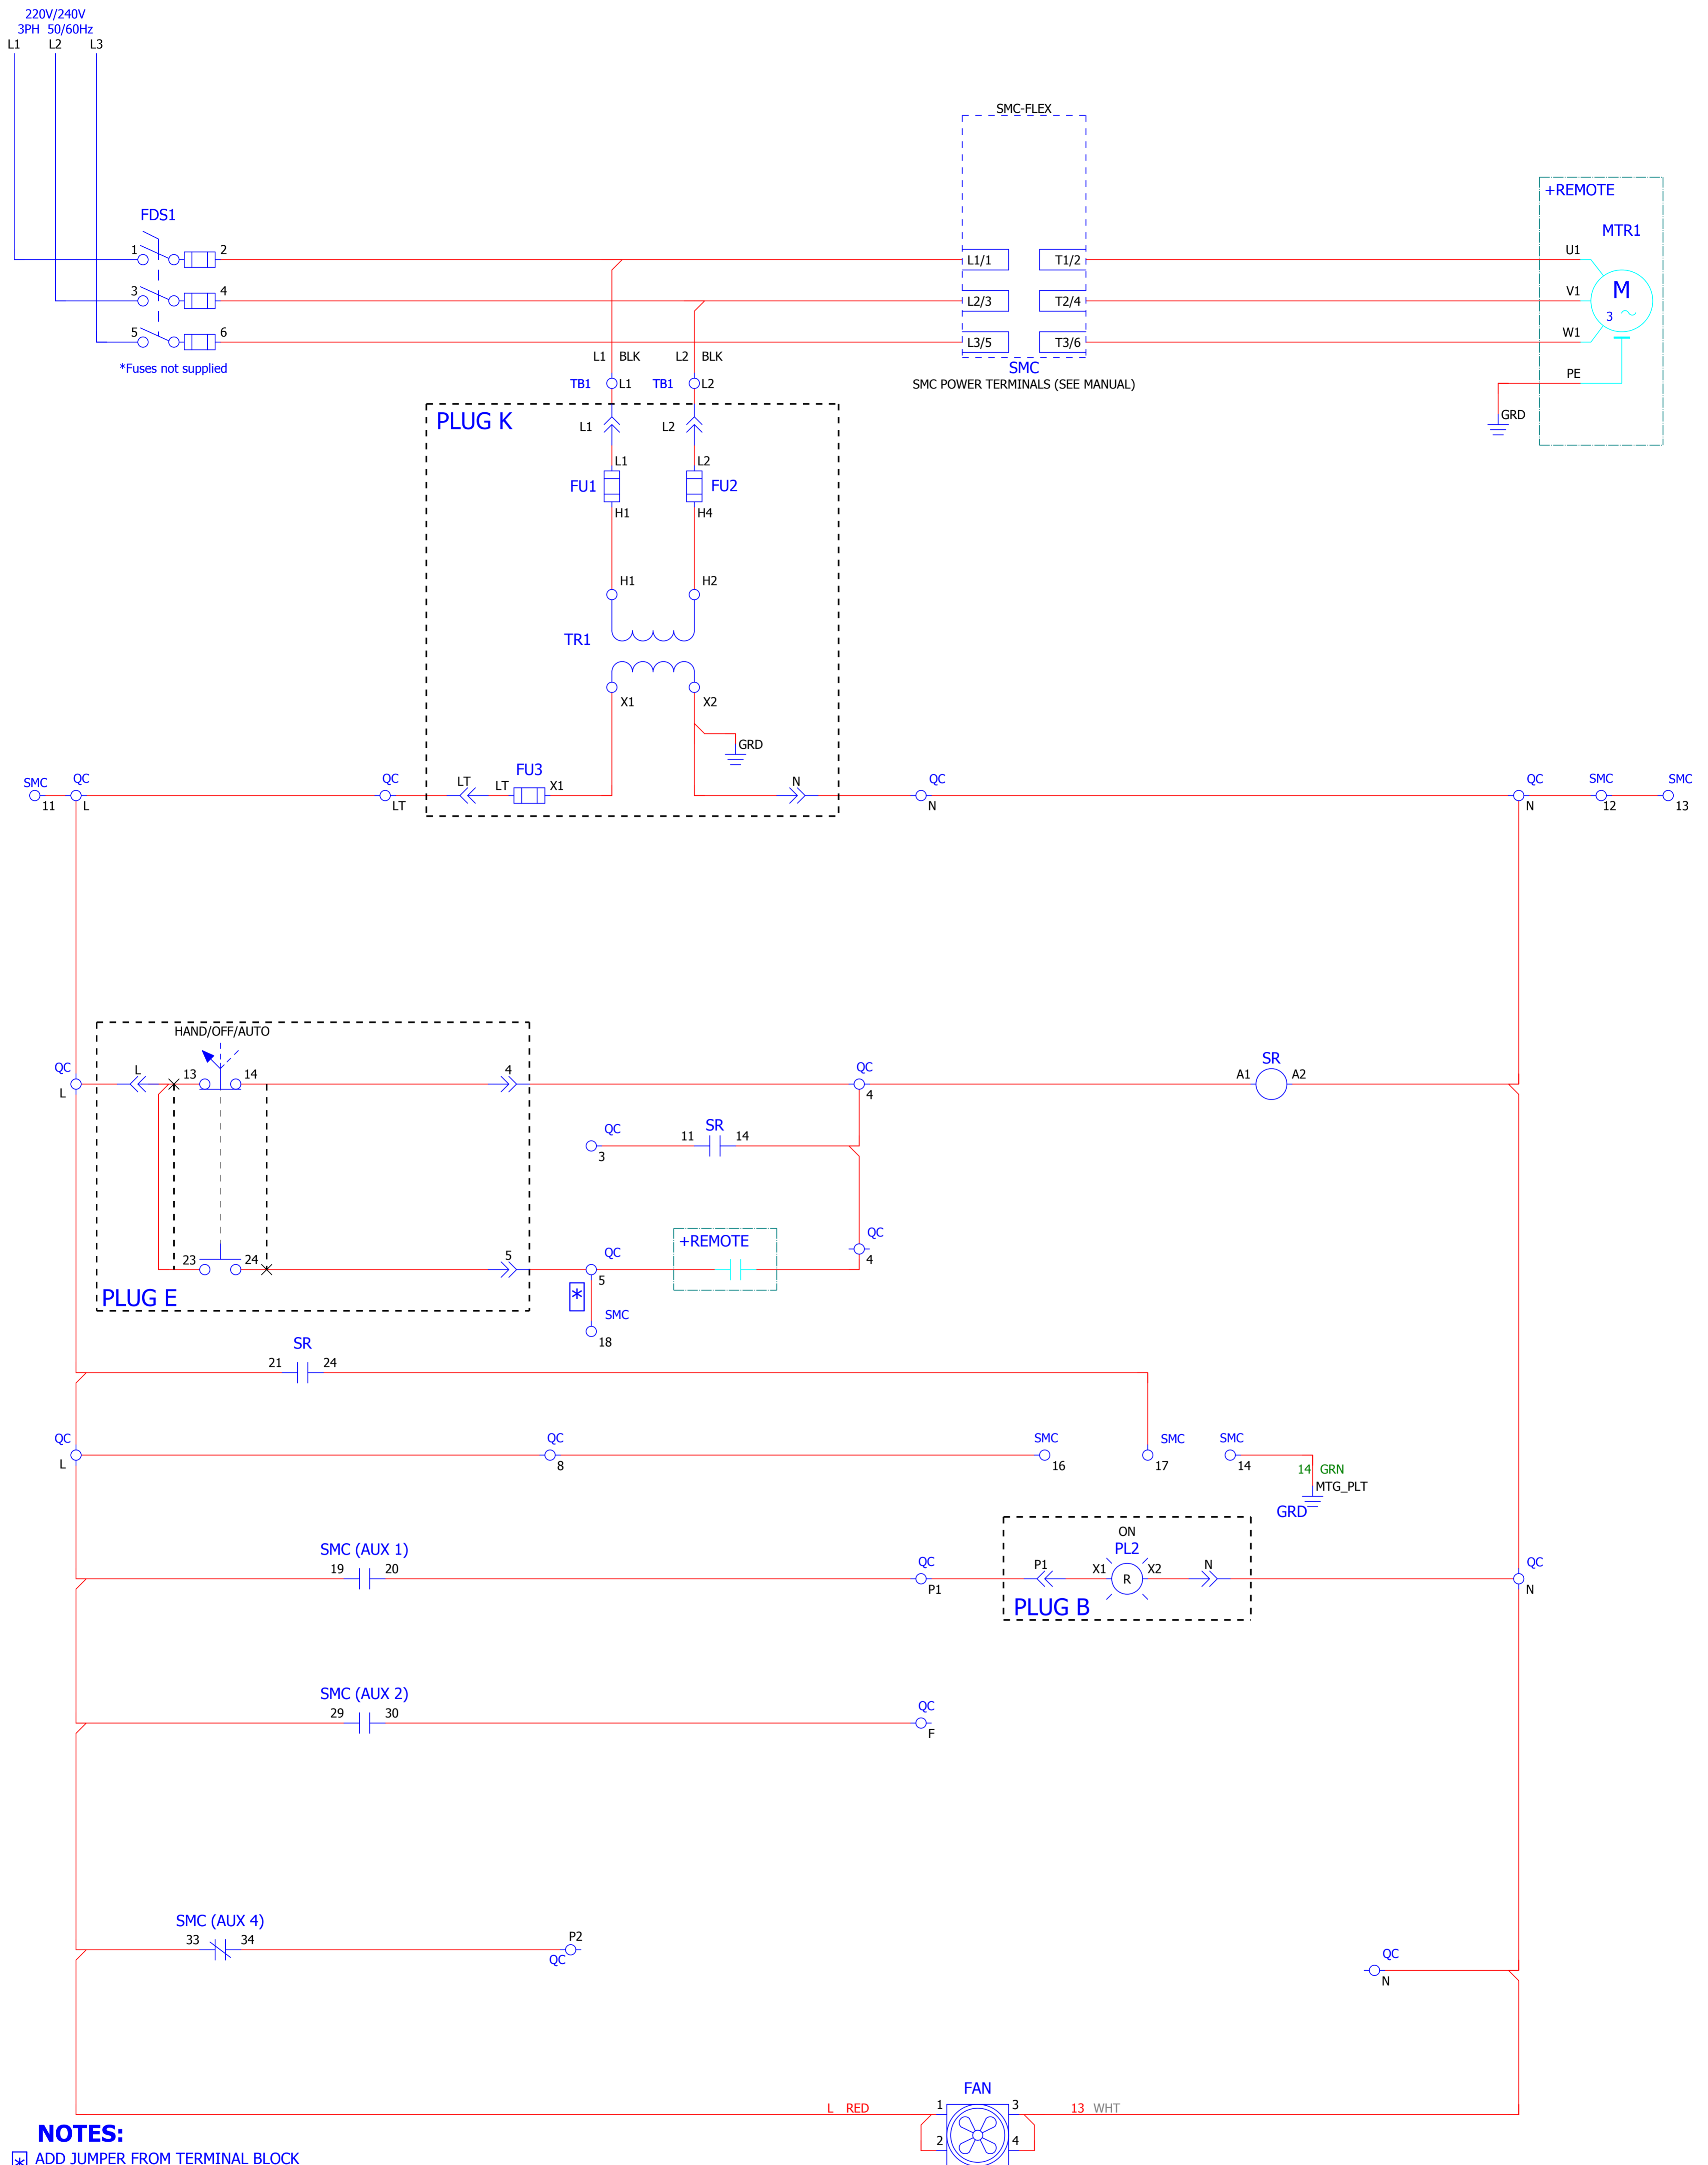 220V/240V
3PH 50/60Hz
L1 L2 L3
SMC-FLEX
+REMOTE
MTR1
FDS1
1 2 L1/1 T1/2 U1
3 4 L2/3 T2/4 V1
M
3
5 6 L3/5 T3/6 W1
*Fuses not supplied
L1 BLK L2 BLK
SMC
SMC POWER TERMINALS (SEE MANUAL)
PE
GRD
TB1 L1 TB1 L2
PLUG K
L1 L2
L1 L2
FU1 FU2
H1 H4
H1 H2
TR1
X1 X2
GRD
SMC QC QC LT LT FU3 X1 N QC QC SMC SMC
11 L LT N N 12 13
HAND/OFF/AUTO
QC L 13 14 4 QC SR
L 4 A1 A2
QC 11 SR 14
3
+REMOTE
QC
4
23 24 5 QC
5
PLUG E
*
SMC
18
SR
21 24
QC QC SMC SMC SMC
L 8 16 17 14
14 GRN
MTG_PLT
GRD
ON
SMC (AUX 1) PL2
19 20 QC P1 X1 R X2 N QC
P1 N
PLUG B
SMC (AUX 2)
29 30 QC
F
SMC (AUX 4)
33 34 P2
QC
QC
N
FAN
L RED 1 3 13 WHT
2 4
NOTES:
* ADD JUMPER FROM TERMINAL BLOCK